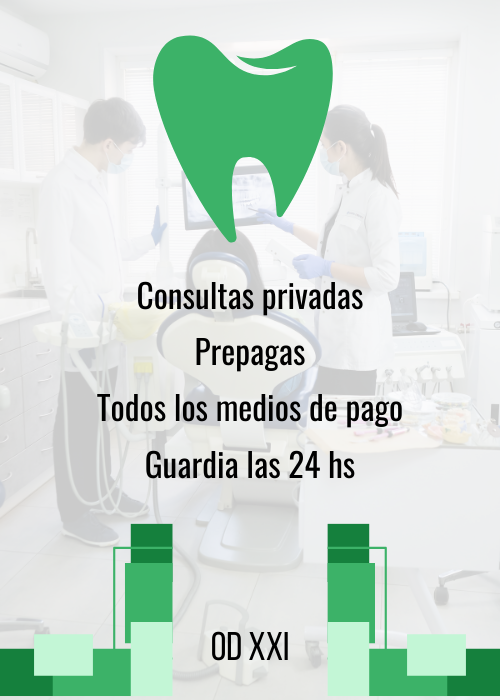 Consultas privadas
Prepagas
Todos los medios de pago
Guardia las 24 hs
OD XXI